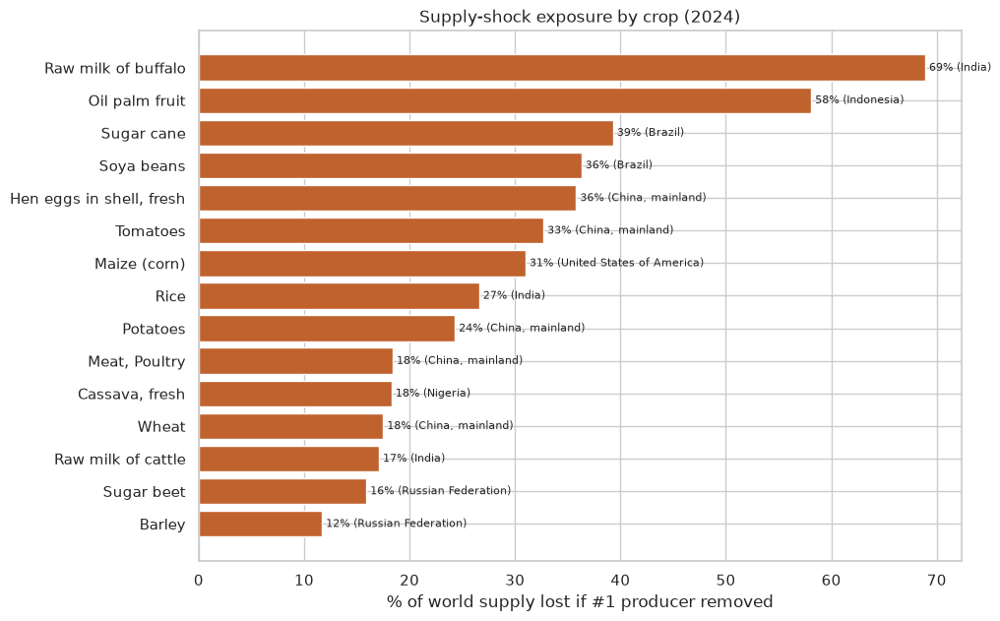 Supply-shock exposure by crop (2024)
Raw milk of buffalo 69% (India)
Oil palm fruit 58% (Indonesia)
Sugar cane 39% (Brazil)
Soya beans 36% (Brazil)
Hen eggs in shell, fresh 36% (China, mainland)
Tomatoes 33% (China, mainland)
Maize (corn) 31% (United States of America)
Rice 27% (India)
Potatoes 24% (China, mainland)
Meat, Poultry 18% (China, mainland)
Cassava, fresh 18% (Nigeria)
Wheat 18% (China, mainland)
Raw milk of cattle 17% (India)
Sugar beet 16% (Russian Federation)
Barley 12% (Russian Federation)
0 10 20 30 40 50 60 70
% of world supply lost if #1 producer removed